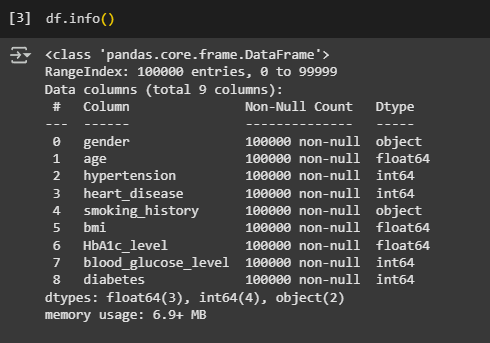 [3] df.info()
<class 'pandas.core.frame.DataFrame'>
RangeIndex: 100000 entries, 0 to 99999
Data columns (total 9 columns):
 #   Column               Non-Null Count   Dtype
---  ------               --------------   -----
 0   gender               100000 non-null  object
 1   age                  100000 non-null  float64
 2   hypertension         100000 non-null  int64
 3   heart_disease        100000 non-null  int64
 4   smoking_history      100000 non-null  object
 5   bmi                  100000 non-null  float64
 6   HbA1c_level          100000 non-null  float64
 7   blood_glucose_level  100000 non-null  int64
 8   diabetes             100000 non-null  int64
dtypes: float64(3), int64(4), object(2)
memory usage: 6.9+ MB